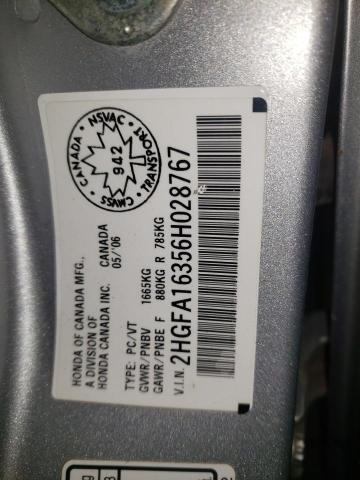 HONDA OF CANADA MFG.,
A DIVISION OF
HONDA CANADA INC. CANADA
05/'06
TYPE: PC/VT
GVWR/PNBV 1665KG
GAWR/PNBE F 880KG R 785KG
V.I.N. 2HGFA16356H028767
CANADA NSVAC TRANSPORT CMVSS
942